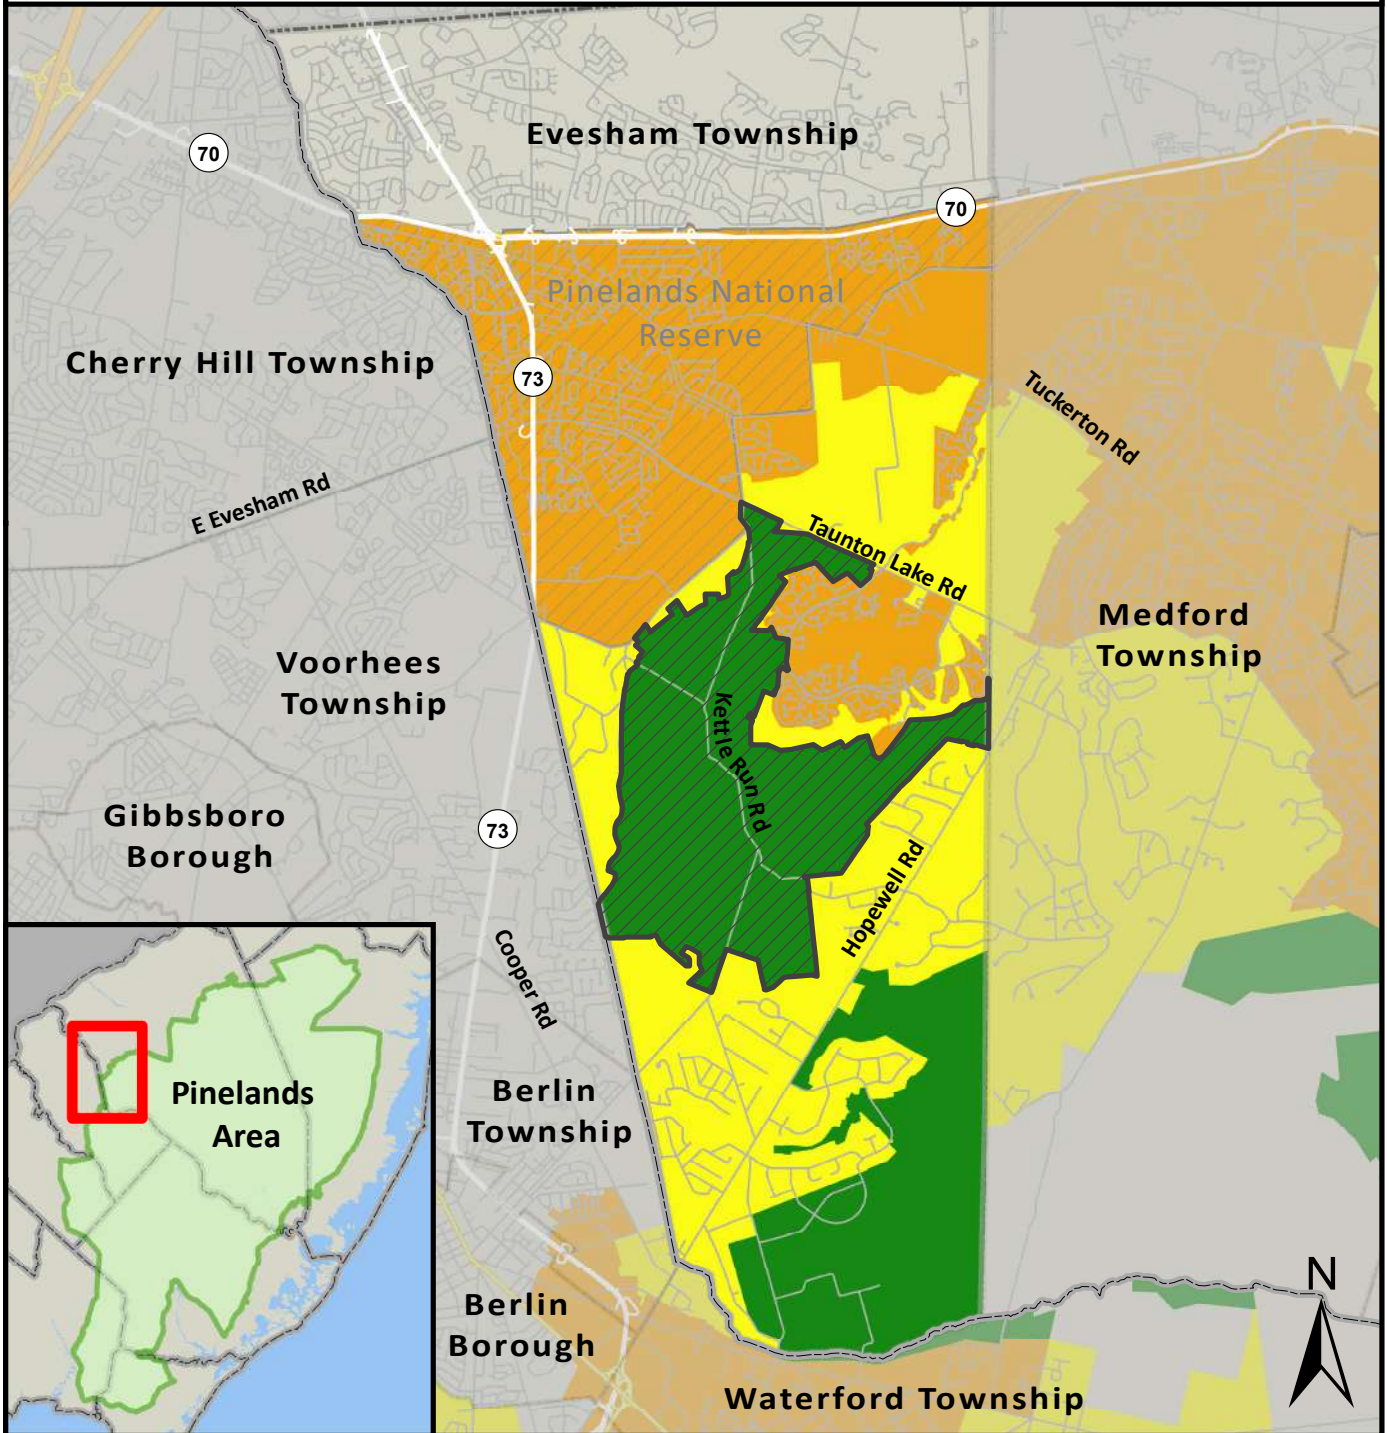 Evesham Township
70
70
Pinelands National
Reserve
Cherry Hill Township
73
Tuckerton Rd
E Evesham Rd
Taunton Lake Rd
Medford
Township
Voorhees
Township
Kettle Run Rd
Gibbsboro
Borough
73
Hopewell Rd
Cooper Rd
Pinelands
Area
Berlin
Township
N
Berlin
Borough
Waterford Township